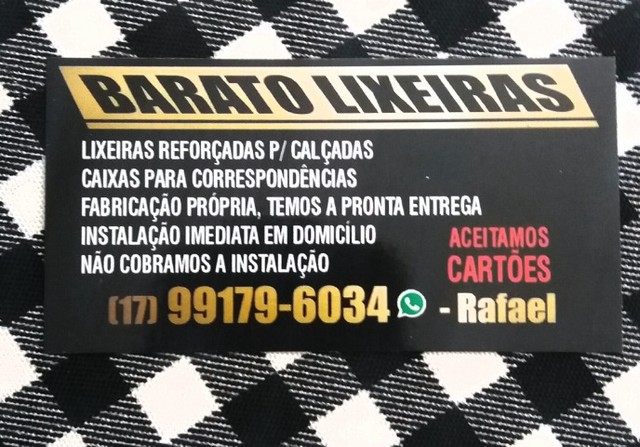 BARATO LIXEIRAS
LIXEIRAS REFORÇADAS P/ CALÇADAS
CAIXAS PARA CORRESPONDÊNCIAS
FABRICAÇÃO PRÓPRIA, TEMOS A PRONTA ENTREGA
INSTALAÇÃO IMEDIATA EM DOMICÍLIO
NÃO COBRAMOS A INSTALAÇÃO
ACEITAMOS
CARTÕES
(17) 99179-6034 - Rafael